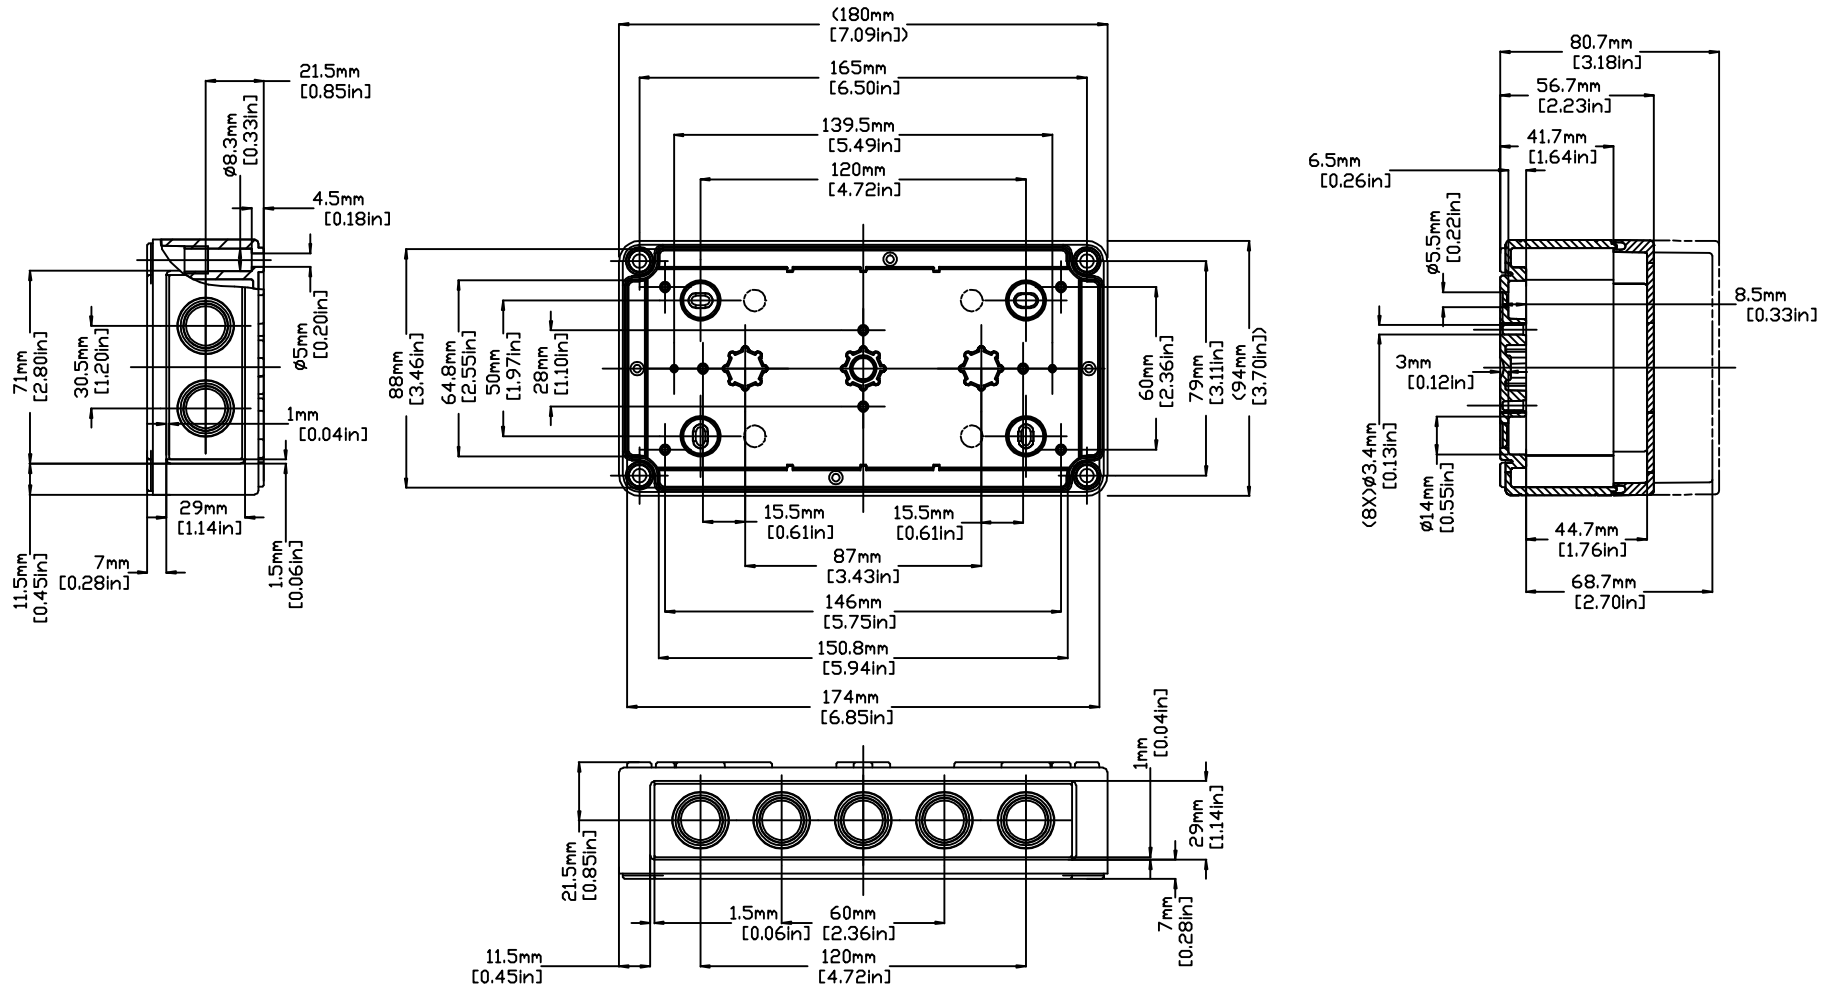 (180mm
[7.09in])
165mm
[6.50in]
139.5mm
[5.49in]
120mm
[4.72in]
21.5mm
[0.85in]
ø8.3mm
[0.33in]
4.5mm
[0.18in]
ø5mm
[0.20in]
71mm
[2.80in]
30.5mm
[1.20in]
1mm
[0.04in]
29mm
[1.14in]
7mm
[0.28in]
11.5mm
[0.45in]
1.5mm
[0.06in]
88mm
[3.46in]
64.8mm
[2.55in]
50mm
[1.97in]
28mm
[1.10in]
60mm
[2.36in]
79mm
[3.11in]
(94mm
[3.70in])
15.5mm
[0.61in]
15.5mm
[0.61in]
87mm
[3.43in]
146mm
[5.75in]
150.8mm
[5.94in]
174mm
[6.85in]
80.7mm
[3.18in]
56.7mm
[2.23in]
41.7mm
[1.64in]
6.5mm
[0.26in]
ø5.5mm
[0.22in]
8.5mm
[0.33in]
3mm
[0.12in]
(8X)ø3.4mm
[0.13in]
ø14mm
[0.55in]
44.7mm
[1.76in]
68.7mm
[2.70in]
1mm
[0.04in]
29mm
[1.14in]
21.5mm
[0.85in]
1.5mm
[0.06in]
60mm
[2.36in]
7mm
[0.28in]
11.5mm
[0.45in]
120mm
[4.72in]